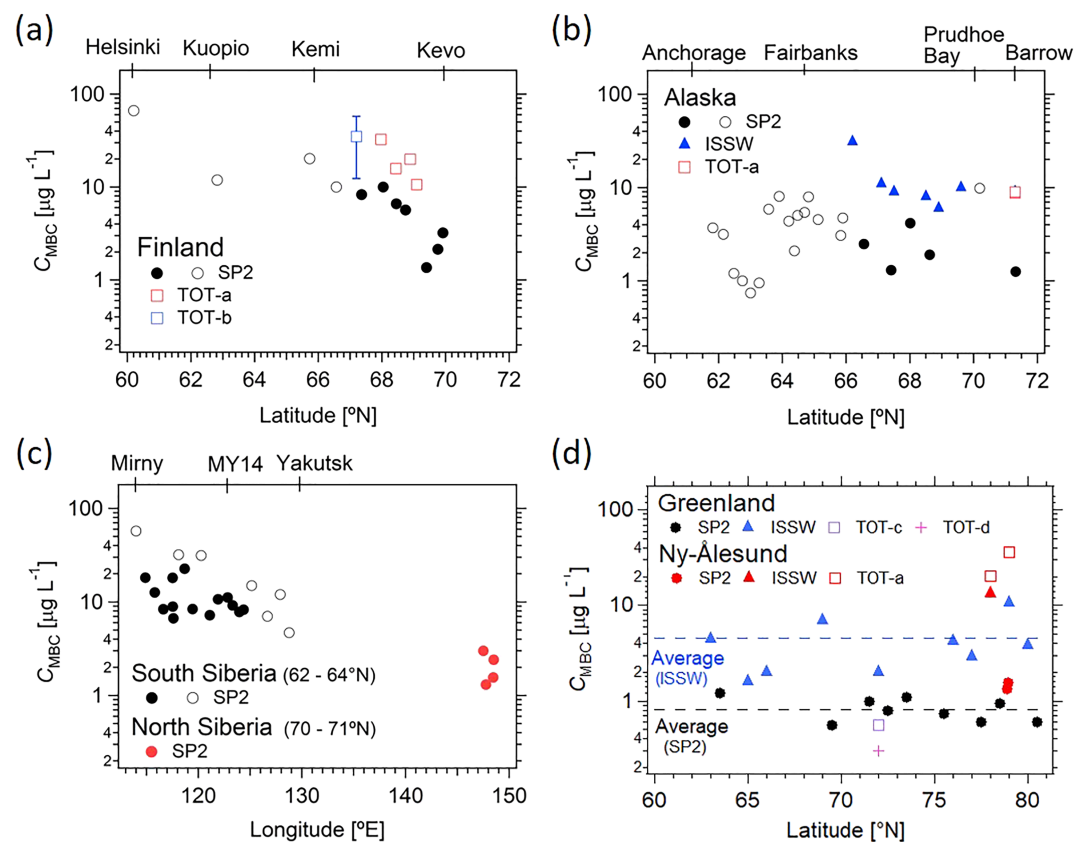 (a)
Helsinki Kuopio Kemi Kevo
100
4
2
10
4
2
1
4
2
C_MBC [µg L⁻¹]
Finland
SP2
TOT-a
TOT-b
60 62 64 66 68 70 72
Latitude [ºN]
(b)
Prudhoe
Anchorage Fairbanks Bay Barrow
100
4
2
10
4
2
1
4
2
C_MBC [µg L⁻¹]
Alaska
SP2
ISSW
TOT-a
60 62 64 66 68 70 72
Latitude [ºN]
(c)
Mirny MY14 Yakutsk
100
4
2
10
4
2
1
4
2
C_MBC [µg L⁻¹]
South Siberia (62 - 64°N)
SP2
North Siberia (70 - 71°N)
SP2
120 130 140 150
Longitude [ºE]
(d)
100
4
2
10
4
2
1
4
2
C_MBC [µg L⁻¹]
Greenland
SP2 ISSW TOT-c TOT-d
Ny-Ålesund
SP2 ISSW TOT-a
Average
(ISSW)
Average
(SP2)
60 65 70 75 80
Latitude [°N]